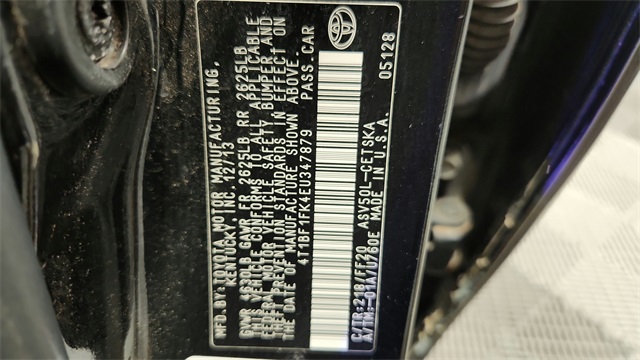 MFD.BY:TOYOTA MOTOR MANUFACTURING,
KENTUCKY, INC. 12/13
GVWR 4630LB GAWR FR 2625LB RR 2625LB
THIS VEHICLE CONFORMS TO ALL APPLICABLE
FEDERAL MOTOR VEHICLE SAFETY, BUMPER, AND
THEFT PREVENTION STANDARDS IN EFFECT ON
THE DATE OF MANUFACTURE SHOWN ABOVE.
4T1BF1FK4EU347879 PASS.CAR
C/TR:218/FF20 ASV50L-CETSKA
A/TM:-01A/U760E MADE IN U.S.A.
05128